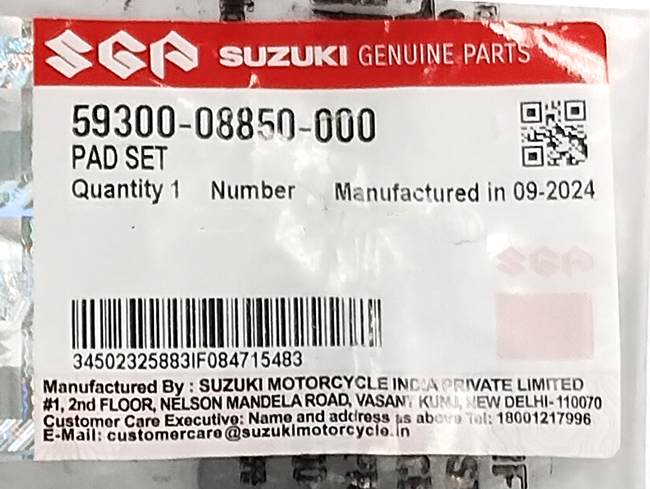 SGP SUZUKI GENUINE PARTS
59300-08850-000
PAD SET
Quantity 1 Number Manufactured in 09-2024
SGP
34502325883IF084715483
Manufactured By : SUZUKI MOTORCYCLE INDIA PRIVATE LIMITED
#1, 2nd FLOOR, NELSON MANDELA ROAD, VASANT KUNJ, NEW DELHI-110070
Customer Care Executive: Name and address as above Tel: 18001217996
E-Mail: customercare@suzukimotorcycle.in